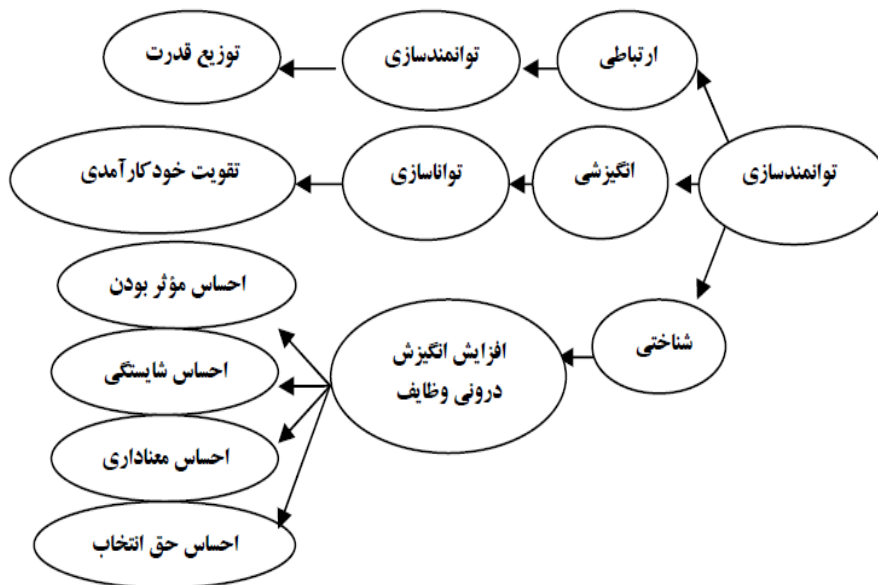 ارتباطی
توانمندسازی
توزیع قدرت
توانمندسازی
انگیزشی
تواناسازی
تقویت خودکارآمدی
شناختی
افزایش انگیزش
درونی وظایف
احساس مؤثر بودن
احساس شایستگی
احساس معناداری
احساس حق انتخاب